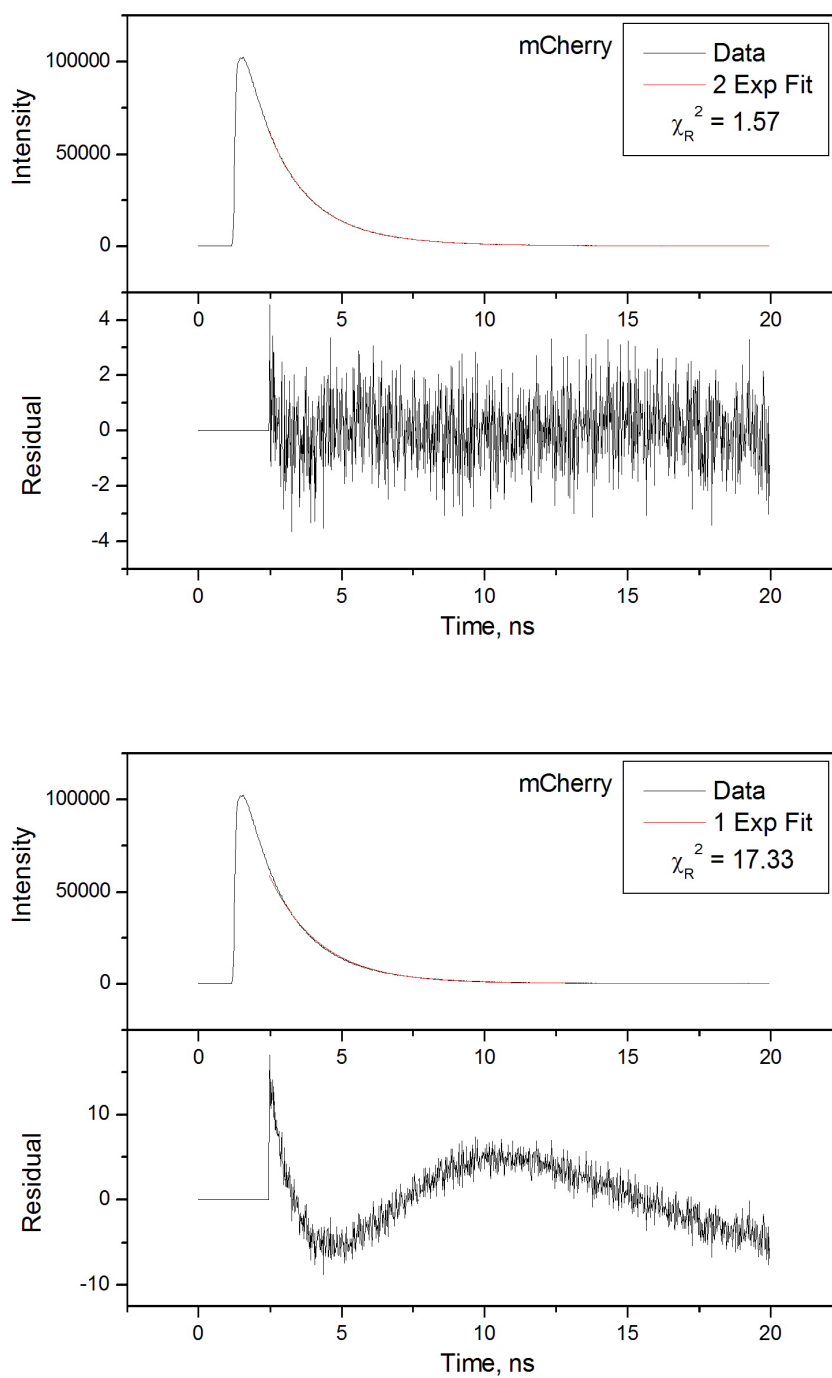 mCherry
Data
2 Exp Fit
χR2 = 1.57
Intensity
100000
50000
0
0 5 10 15 20
Residual
4
2
0
-2
-4
0 5 10 15 20
Time, ns
mCherry
Data
1 Exp Fit
χR2 = 17.33
Intensity
100000
50000
0
0 5 10 15 20
Residual
10
0
-10
0 5 10 15 20
Time, ns